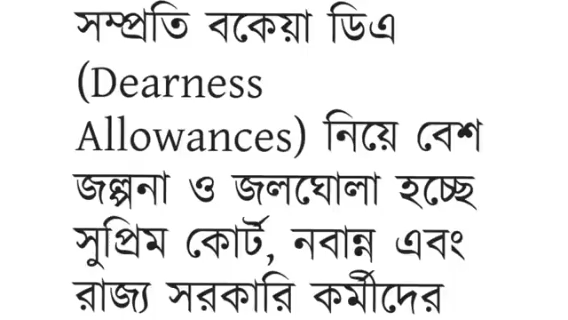 সম্প্রতি বকেয়া ডিএ
(Dearness
Allowances) নিয়ে বেশ
জল্পনা ও জলঘোলা হচ্ছে
সুপ্রিম কোর্ট, নবান্ন এবং
রাজ্য সরকারি কর্মীদের